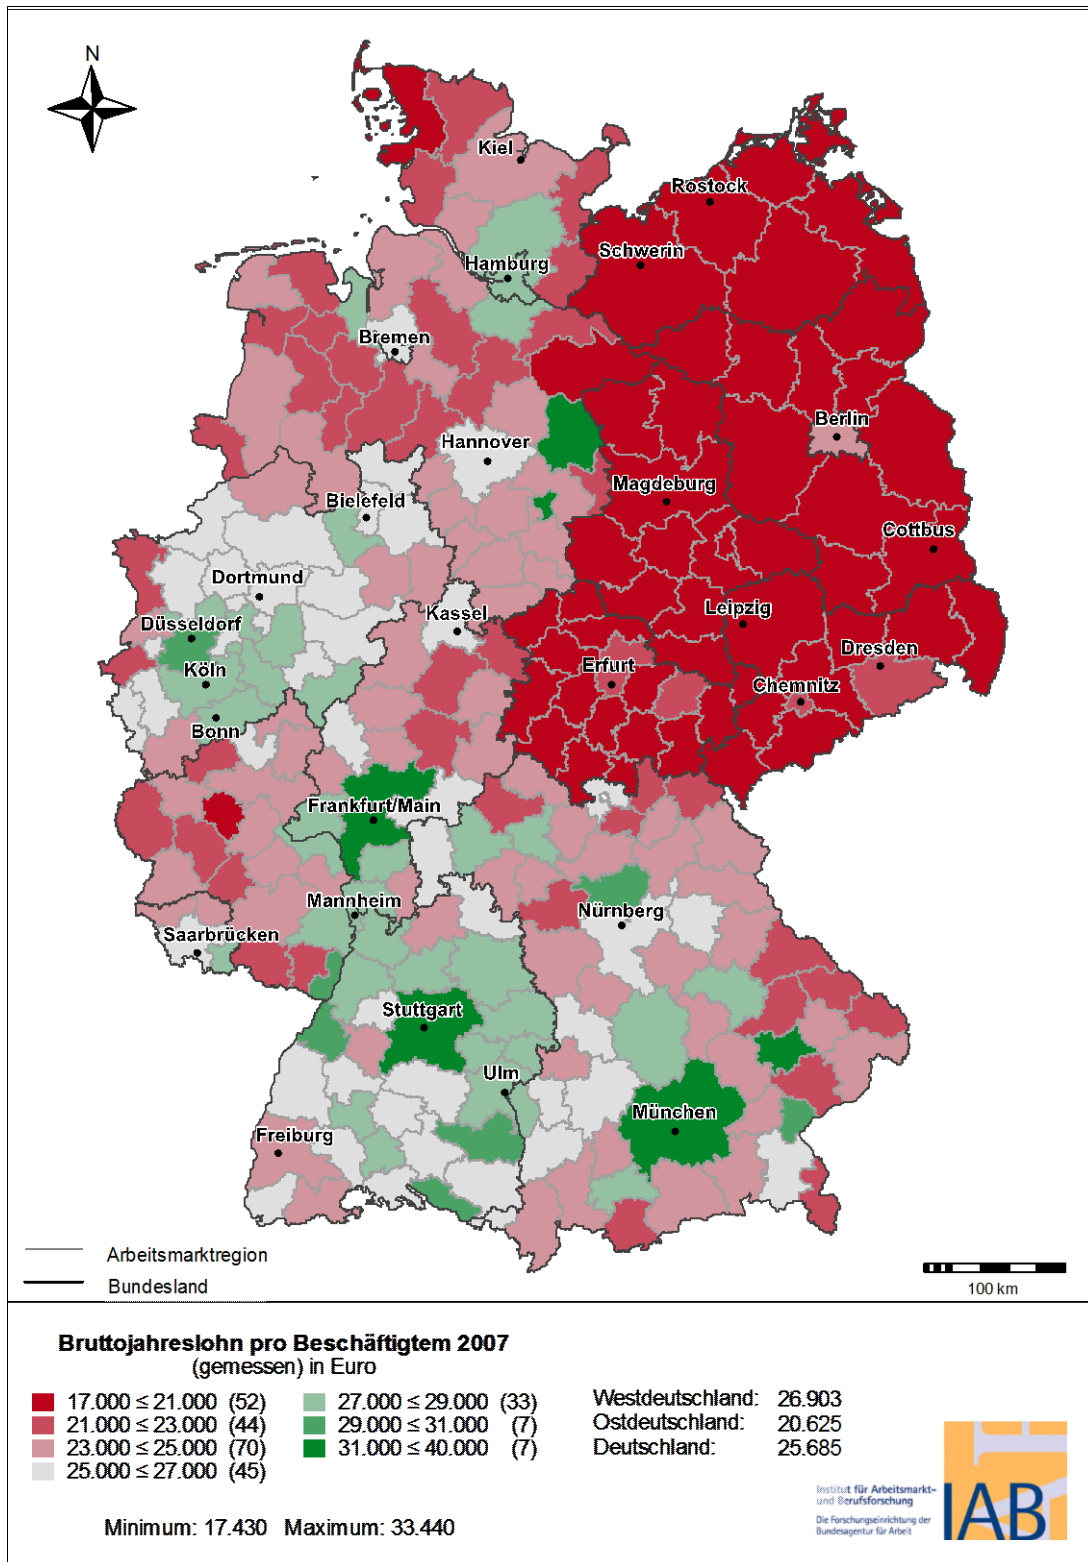 N
Kiel
Rostock
Schwerin
Hamburg
Bremen
Berlin
Hannover
Magdeburg
Bielefeld
Cottbus
Dortmund
Leipzig
Kassel
Düsseldorf
Dresden
Erfurt
Köln
Chemnitz
Bonn
Frankfurt/Main
Mannheim
Nürnberg
Saarbrücken
Stuttgart
Ulm
München
Freiburg
Arbeitsmarktregion
Bundesland
100 km
Bruttojahreslohn pro Beschäftigtem 2007
(gemessen) in Euro
17.000 ≤ 21.000 (52)
21.000 ≤ 23.000 (44)
23.000 ≤ 25.000 (70)
25.000 ≤ 27.000 (45)
27.000 ≤ 29.000 (33)
29.000 ≤ 31.000 (7)
31.000 ≤ 40.000 (7)
Westdeutschland: 26.903
Ostdeutschland: 20.625
Deutschland: 25.685
Minimum: 17.430 Maximum: 33.440
Institut für Arbeitsmarkt-
und Berufsforschung
Die Forschungseinrichtung der
Bundesagentur für Arbeit
IAB